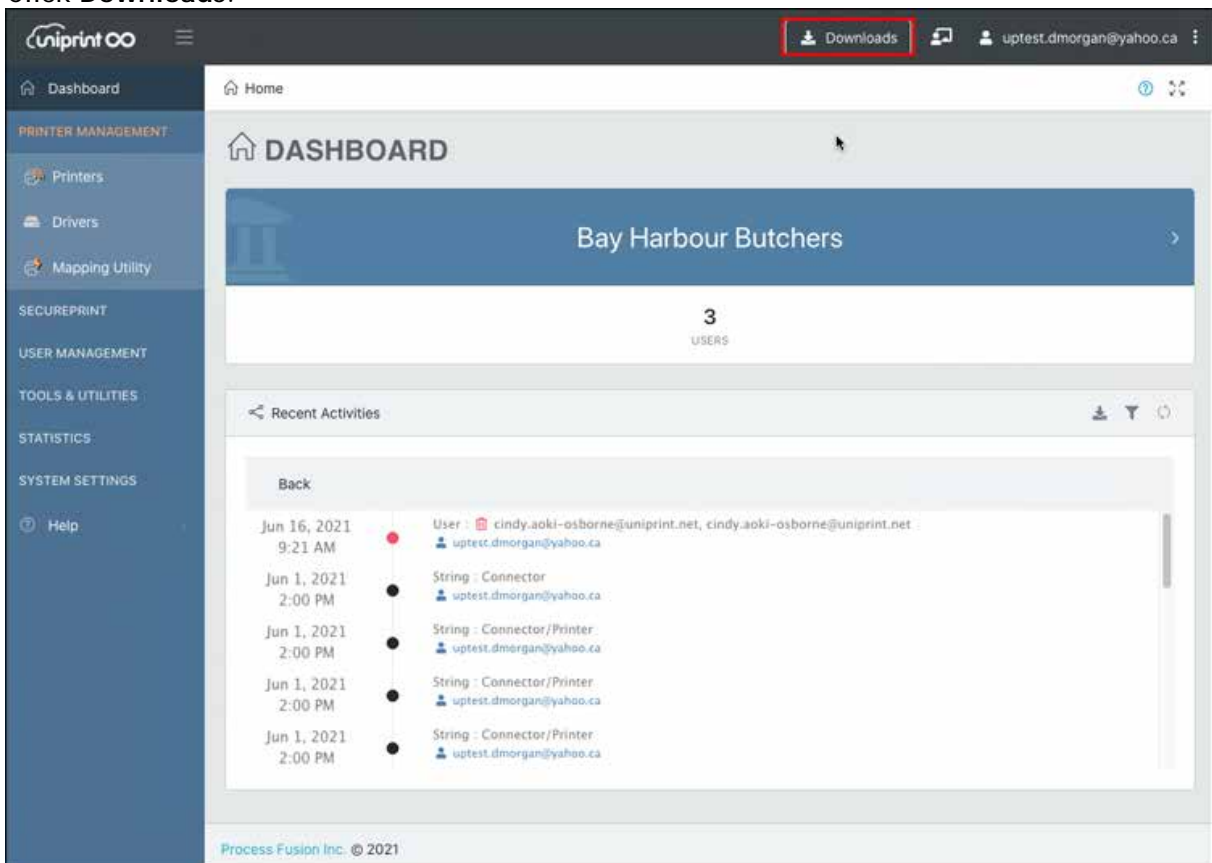 Click Downloads.
uniprint
Downloads
uptest.dmorgan@yahoo.ca
Dashboard
Home
PRINTER MANAGEMENT
DASHBOARD
Printers
Drivers
Bay Harbour Butchers
Mapping Utility
SECUREPRINT
3
USERS
USER MANAGEMENT
TOOLS & UTILITIES
Recent Activities
STATISTICS
SYSTEM SETTINGS
Back
Help
Jun 16, 2021
9:21 AM
User : cindy.aoki-osborne@uniprint.net, cindy.aoki-osborne@uniprint.net
uptest.dmorgan@yahoo.ca
Jun 1, 2021
2:00 PM
String : Connector
uptest.dmorgan@yahoo.ca
Jun 1, 2021
2:00 PM
String : Connector/Printer
uptest.dmorgan@yahoo.ca
Jun 1, 2021
2:00 PM
String : Connector/Printer
uptest.dmorgan@yahoo.ca
Jun 1, 2021
2:00 PM
String : Connector/Printer
uptest.dmorgan@yahoo.ca
Process Fusion Inc. © 2021